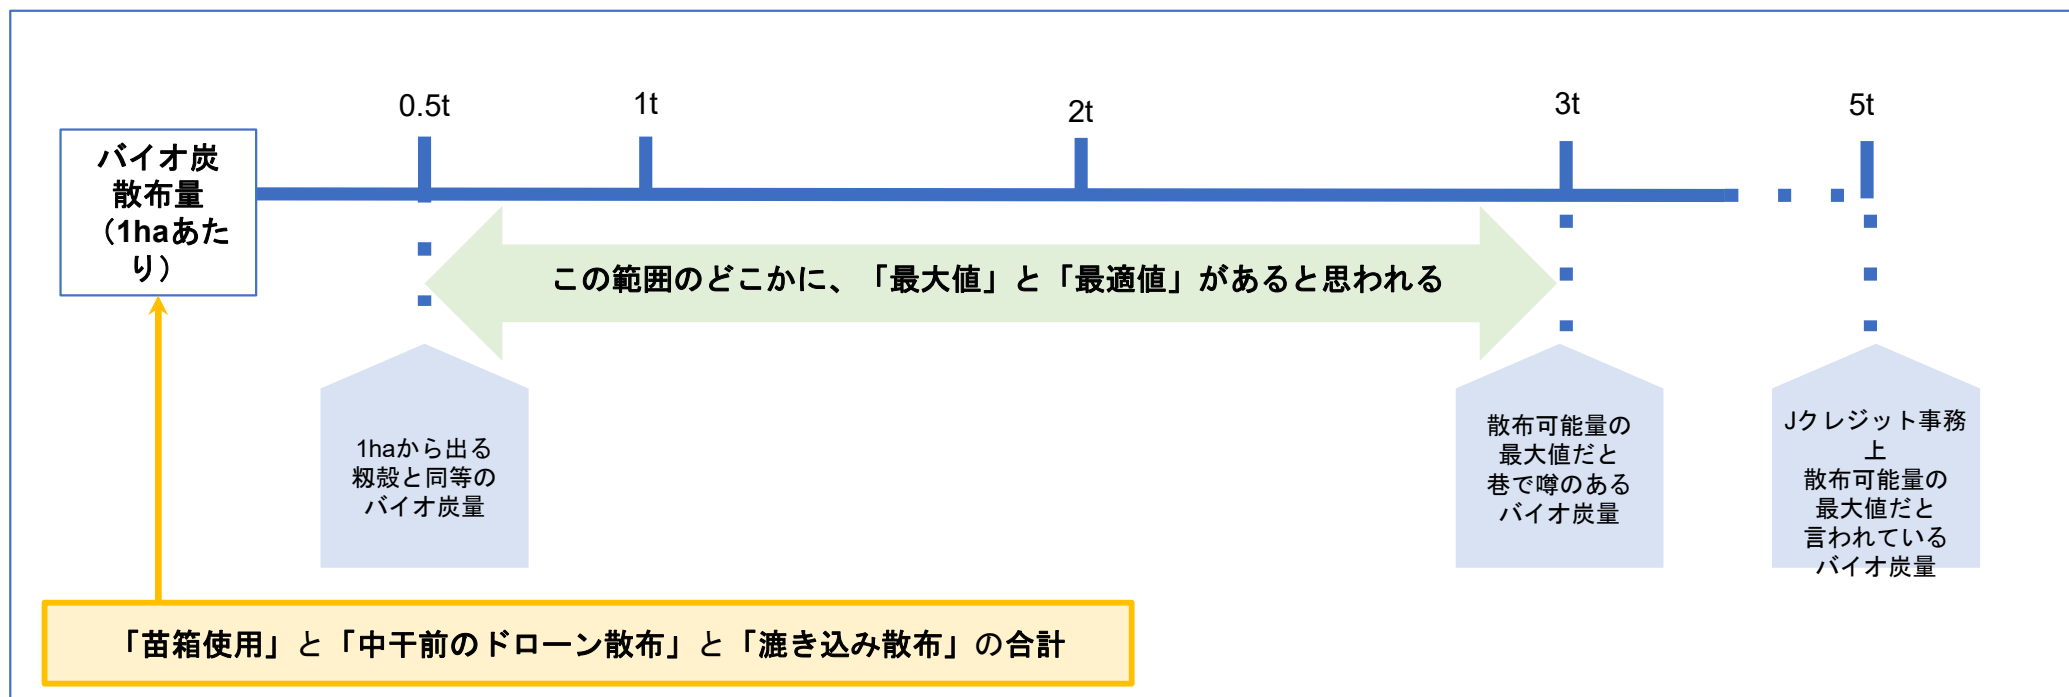 0.5t
1t
2t
3t
5t
バイオ炭
散布量
（1haあた
り）
この範囲のどこかに、「最大値」と「最適値」があると思われる
1haから出る
籾殻と同等の
バイオ炭量
散布可能量の
最大値だと
巷で噂のある
バイオ炭量
Jクレジット事務
上
散布可能量の
最大値だと
言われている
バイオ炭量
「苗箱使用」と「中干前のドローン散布」と「漉き込み散布」の合計